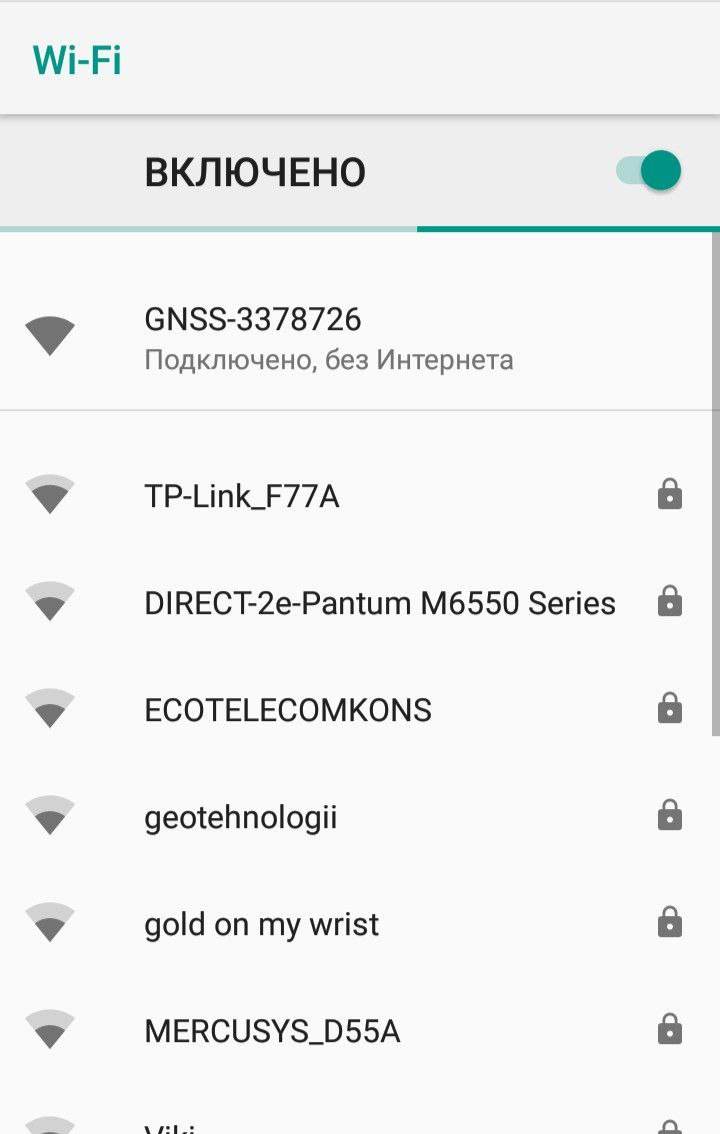 Wi-Fi
ВКЛЮЧЕНО
GNSS-3378726
Подключено, без Интернета
TP-Link_F77A
DIRECT-2e-Pantum M6550 Series
ECOTELECOMKONS
geotehnologii
gold on my wrist
MERCUSYS_D55A